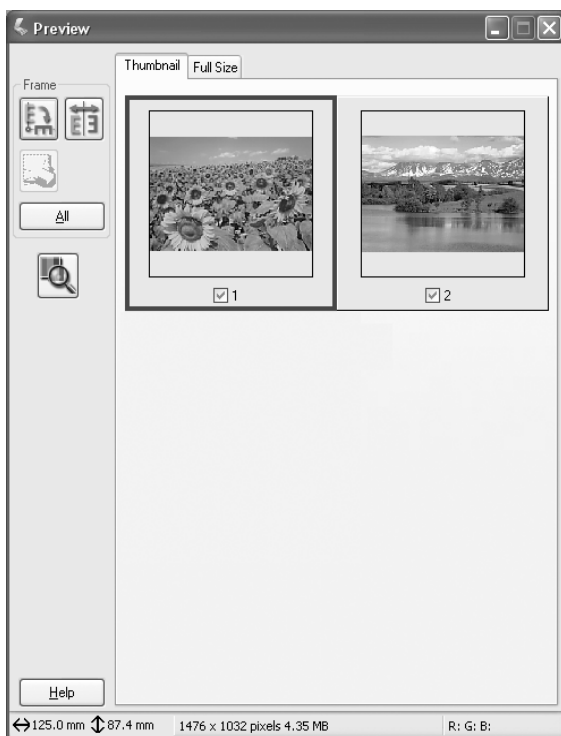 Preview
Thumbnail Full Size
Frame
All
1 2
Help
125.0 mm 87.4 mm 1476 x 1032 pixels 4.35 MB R: G: B: